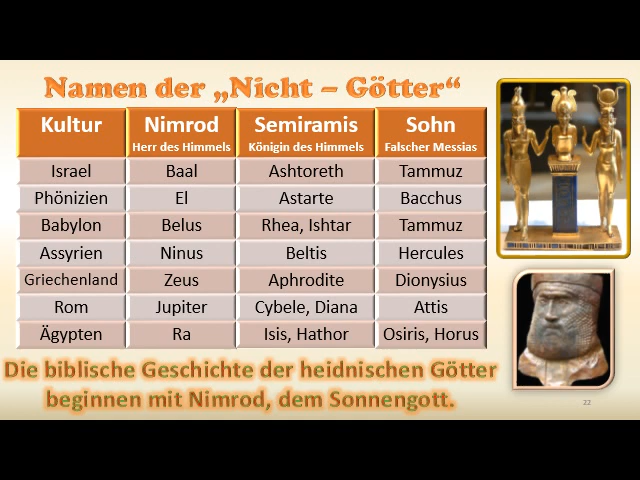 Namen der „Nicht – Götter“
Kultur Nimrod Semiramis Sohn
Herr des Himmels Königin des Himmels Falscher Messias
Israel Baal Ashtoreth Tammuz
Phönizien El Astarte Bacchus
Babylon Belus Rhea, Ishtar Tammuz
Assyrien Ninus Beltis Hercules
Griechenland Zeus Aphrodite Dionysius
Rom Jupiter Cybele, Diana Attis
Ägypten Ra Isis, Hathor Osiris, Horus
Die biblische Geschichte der heidnischen Götter
beginnen mit Nimrod, dem Sonnengott.
22